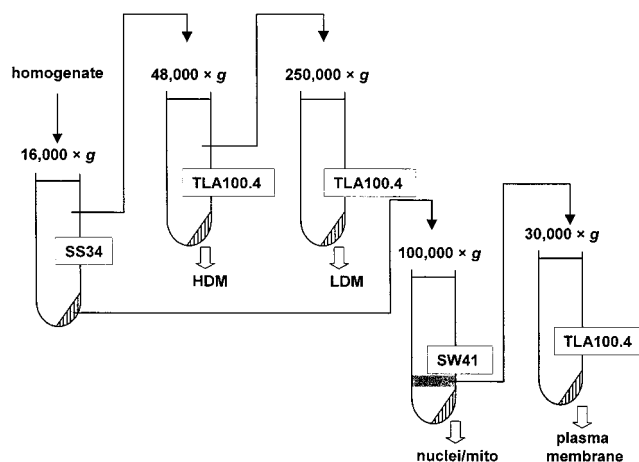 homogenate
16,000 × g
SS34
48,000 × g
TLA100.4
HDM
250,000 × g
TLA100.4
LDM
100,000 × g
SW41
nuclei/mito
30,000 × g
TLA100.4
plasma
membrane